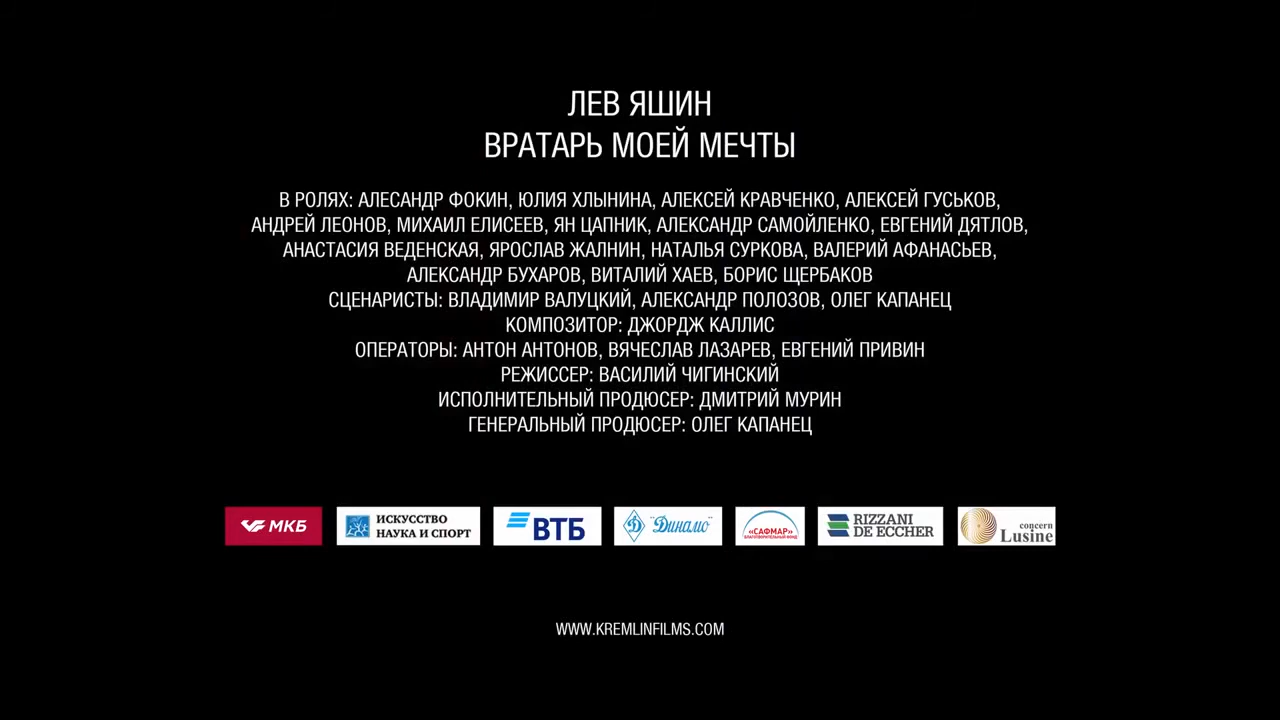 ЛЕВ ЯШИН
ВРАТАРЬ МОЕЙ МЕЧТЫ
В РОЛЯХ: АЛЕСАНДР ФОКИН, ЮЛИЯ ХЛЫНИНА, АЛЕКСЕЙ КРАВЧЕНКО, АЛЕКСЕЙ ГУСЬКОВ,
АНДРЕЙ ЛЕОНОВ, МИХАИЛ ЕЛИСЕЕВ, ЯН ЦАПНИК, АЛЕКСАНДР САМОЙЛЕНКО, ЕВГЕНИЙ ДЯТЛОВ,
АНАСТАСИЯ ВЕДЕНСКАЯ, ЯРОСЛАВ ЖАЛНИН, НАТАЛЬЯ СУРКОВА, ВАЛЕРИЙ АФАНАСЬЕВ,
АЛЕКСАНДР БУХАРОВ, ВИТАЛИЙ ХАЕВ, БОРИС ЩЕРБАКОВ
СЦЕНАРИСТЫ: ВЛАДИМИР ВАЛУЦКИЙ, АЛЕКСАНДР ПОЛОЗОВ, ОЛЕГ КАПАНЕЦ
КОМПОЗИТОР: ДЖОРДЖ КАЛЛИС
ОПЕРАТОРЫ: АНТОН АНТОНОВ, ВЯЧЕСЛАВ ЛАЗАРЕВ, ЕВГЕНИЙ ПРИВИН
РЕЖИССЕР: ВАСИЛИЙ ЧИГИНСКИЙ
ИСПОЛНИТЕЛЬНЫЙ ПРОДЮСЕР: ДМИТРИЙ МУРИН
ГЕНЕРАЛЬНЫЙ ПРОДЮСЕР: ОЛЕГ КАПАНЕЦ
МКБ
ИСКУССТВО
НАУКА И СПОРТ
ВТБ
Д "Динамо"
«САФМАР»
БЛАГОТВОРИТЕЛЬНЫЙ ФОНД
RIZZANI
DE ECCHER
concern
Lusine
WWW.KREMLINFILMS.COM